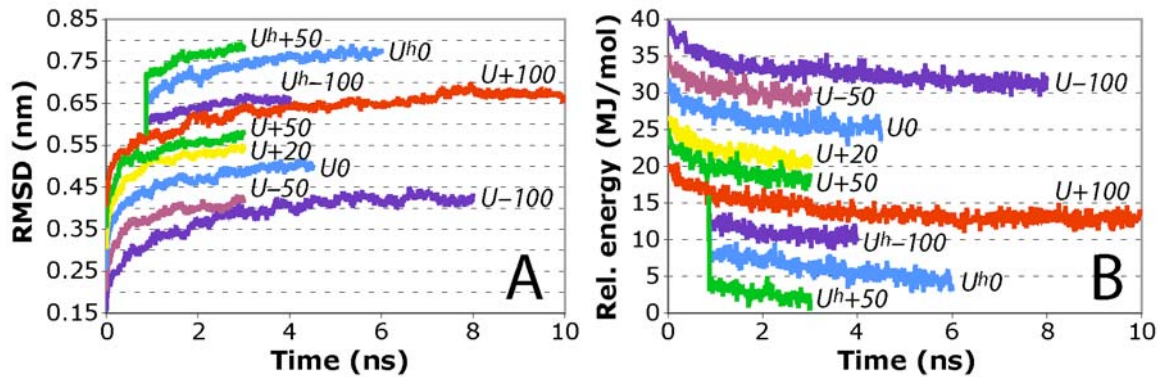 0.85
0.75
0.65
0.55
0.45
0.35
0.25
0.15
RMSD (nm)
0 2 4 6 8 10
Time (ns)
Uʰ+50
Uʰ0
Uʰ–100
U+100
U+50
U+20
U0
U–50
U–100
A
40
35
30
25
20
15
10
5
0
Rel. energy (MJ/mol)
0 2 4 6 8 10
Time (ns)
U–100
U–50
U0
U+20
U+50
U+100
Uʰ–100
Uʰ0
Uʰ+50
B